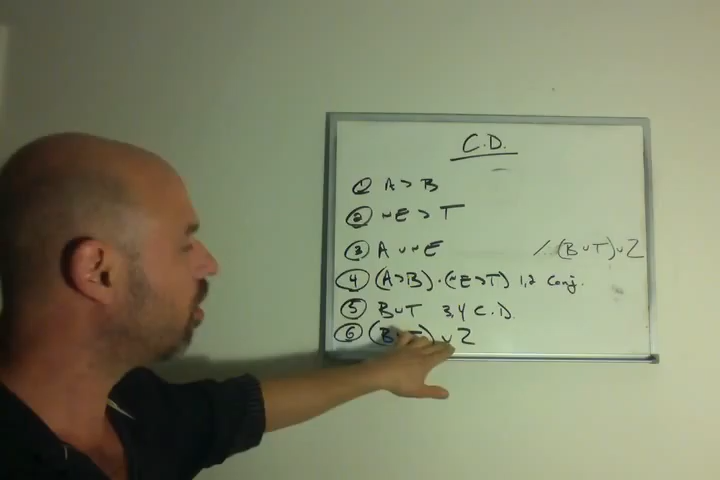 C.D.
① A > B
② ~E > T
③ A ∨ ~E / (B ∨ T) ∨ Z
④ (A > B) · (~E > T) 1,2 Conj.
⑤ B ∨ T 3,4 C.D.
⑥ (B ∨ T) ∨ Z